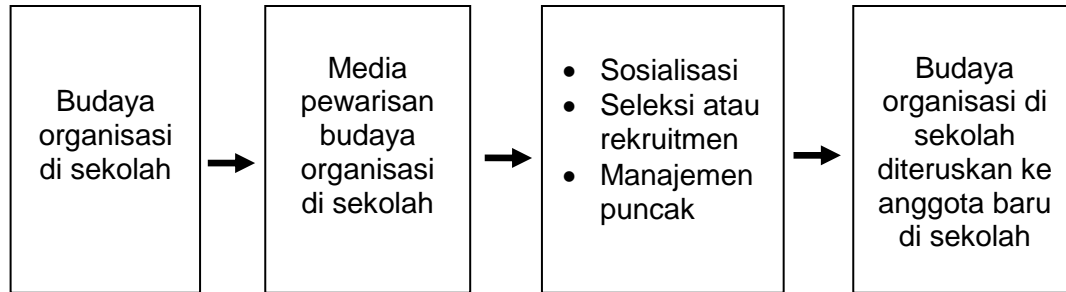 Budaya
organisasi
di sekolah
Media
pewarisan
budaya
organisasi
di sekolah
• Sosialisasi
• Seleksi atau
rekruitmen
• Manajemen
puncak
Budaya
organisasi di
sekolah
diteruskan ke
anggota baru
di sekolah